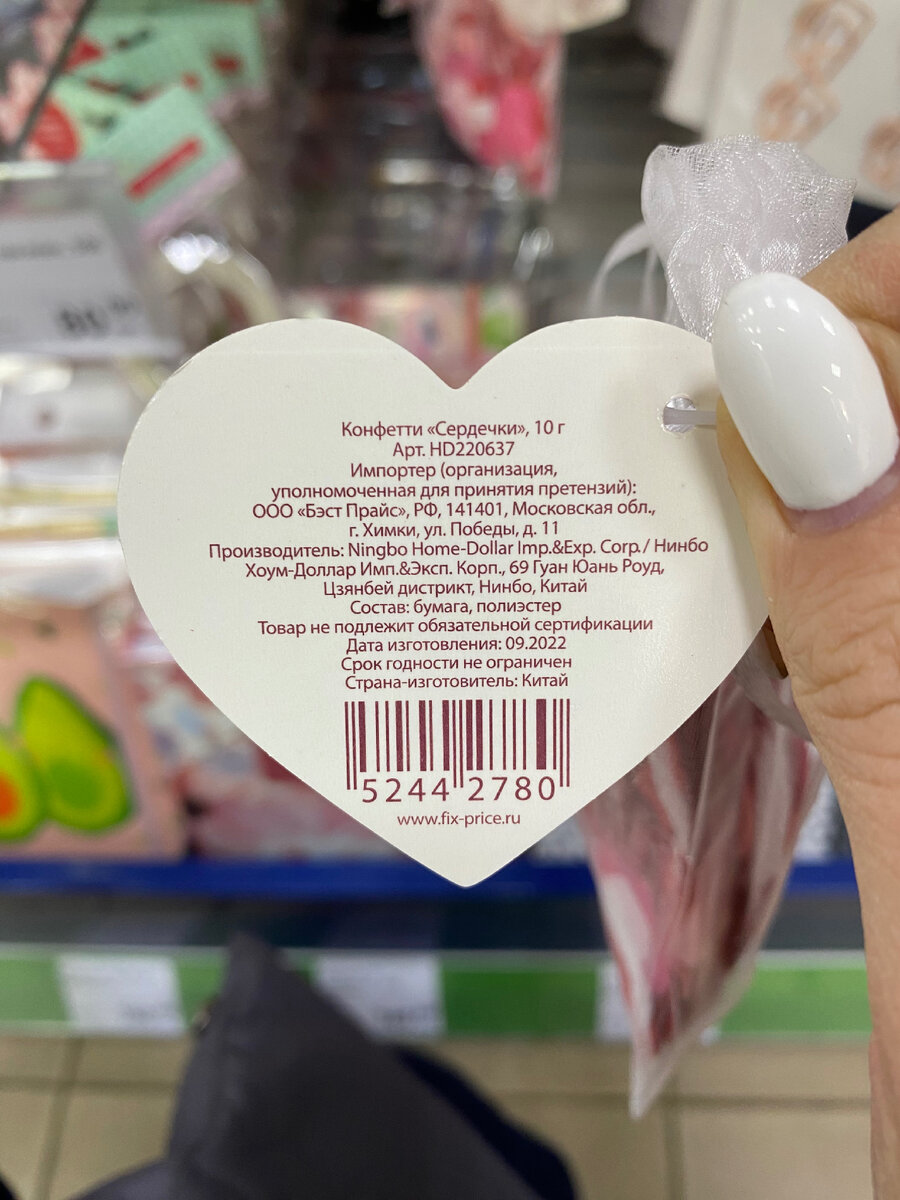 Конфетти «Сердечки», 10 г
Арт. HD220637
Импортер (организация,
уполномоченная для принятия претензий):
ООО «Бэст Прайс», РФ, 141401, Московская обл.,
г. Химки, ул. Победы, д. 11
Производитель: Ningbo Home-Dollar Imp.&Exp. Corp./ Нинбо
Хоум-Доллар Имп.&Эксп. Корп., 69 Гуан Юань Роуд,
Цзянбей дистрикт, Нинбо, Китай
Состав: бумага, полиэстер
Товар не подлежит обязательной сертификации
Дата изготовления: 09.2022
Срок годности не ограничен
Страна-изготовитель: Китай
5244 2780
www.fix-price.ru